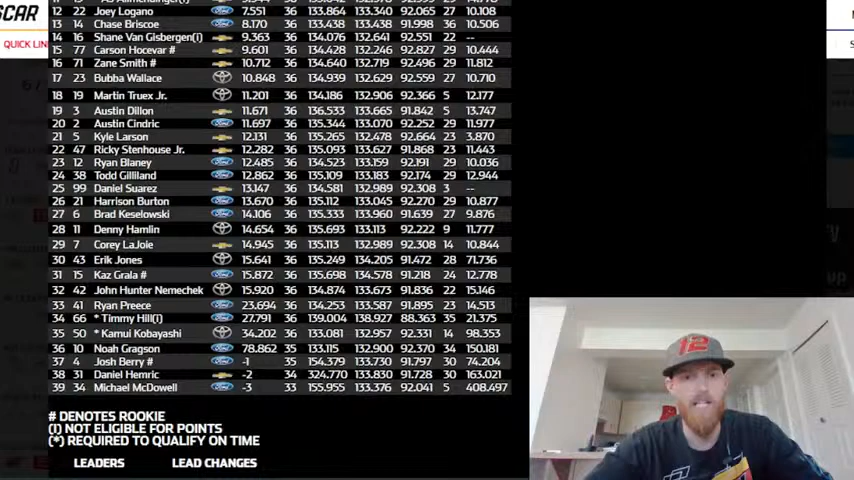 SCAR
QUICK LIN
12 22 Joey Logano 7.551 36 133.864 133.340 92.065 27 10.108
13 14 Chase Briscoe 8.170 36 133.438 91.998 36 10.506
14 16 Shane Van Gisbergen(i) 9.363 36 134.076 132.641 92.551 22 --
15 77 Carson Hocevar # 9.601 36 134.428 132.246 92.827 29 10.444
16 71 Zane Smith # 10.712 36 134.640 132.719 92.496 29 11.812
17 23 Bubba Wallace 10.848 36 134.939 132.629 92.559 27 10.710
18 19 Martin Truex Jr. 11.201 36 134.186 132.906 92.366 5 12.177
19 3 Austin Dillon 11.671 36 136.533 133.665 91.842 5 13.747
20 2 Austin Cindric 11.697 36 135.344 133.070 92.252 29 11.977
21 5 Kyle Larson 12.131 36 135.265 132.478 92.664 23 3.870
22 47 Ricky Stenhouse Jr. 12.282 36 135.093 133.627 91.868 23 11.443
23 12 Ryan Blaney 12.485 36 134.523 133.159 92.191 29 10.036
24 38 Todd Gilliland 12.862 36 135.109 133.183 92.174 29 12.944
25 99 Daniel Suarez 13.147 36 134.581 132.989 92.308 3 --
26 21 Harrison Burton 13.670 36 135.112 133.045 92.270 29 10.877
27 6 Brad Keselowski 14.106 36 135.333 133.960 91.639 27 9.876
28 11 Denny Hamlin 14.654 36 135.693 133.113 92.222 9 11.777
29 7 Corey LaJoie 14.945 36 135.113 132.989 92.308 14 10.844
30 43 Erik Jones 15.641 36 135.249 134.205 91.472 28 71.736
31 15 Kaz Grala # 15.872 36 135.698 134.578 91.218 24 12.778
32 42 John Hunter Nemechek 15.920 36 134.874 133.673 91.836 22 15.146
33 41 Ryan Preece 23.694 36 134.253 133.587 91.895 23 14.513
34 66 * Timmy Hill(i) 27.791 36 139.004 138.927 88.363 35 21.375
35 50 * Kamui Kobayashi 34.202 36 133.081 132.957 92.331 14 98.353
36 10 Noah Gragson 78.862 35 133.115 132.900 92.370 34 150.181
37 4 Josh Berry # -1 35 154.379 133.730 91.797 30 74.204
38 31 Daniel Hemric -2 34 324.770 133.830 91.728 30 163.021
39 34 Michael McDowell -3 33 155.955 133.376 92.041 5 408.497
# DENOTES ROOKIE
(i) NOT ELIGIBLE FOR POINTS
(*) REQUIRED TO QUALIFY ON TIME
LEADERS LEAD CHANGES
12